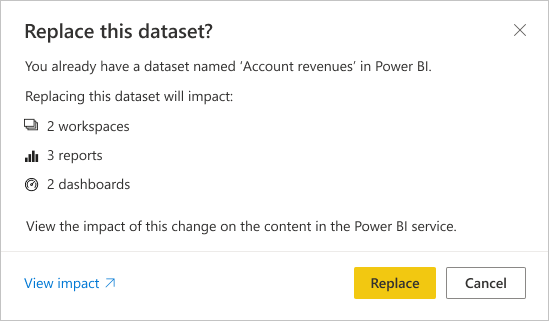 Replace this dataset?
You already have a dataset named ‘Account revenues’ in Power BI.
Replacing this dataset will impact:
2 workspaces
3 reports
2 dashboards
View the impact of this change on the content in the Power BI service.
View impact
Replace
Cancel